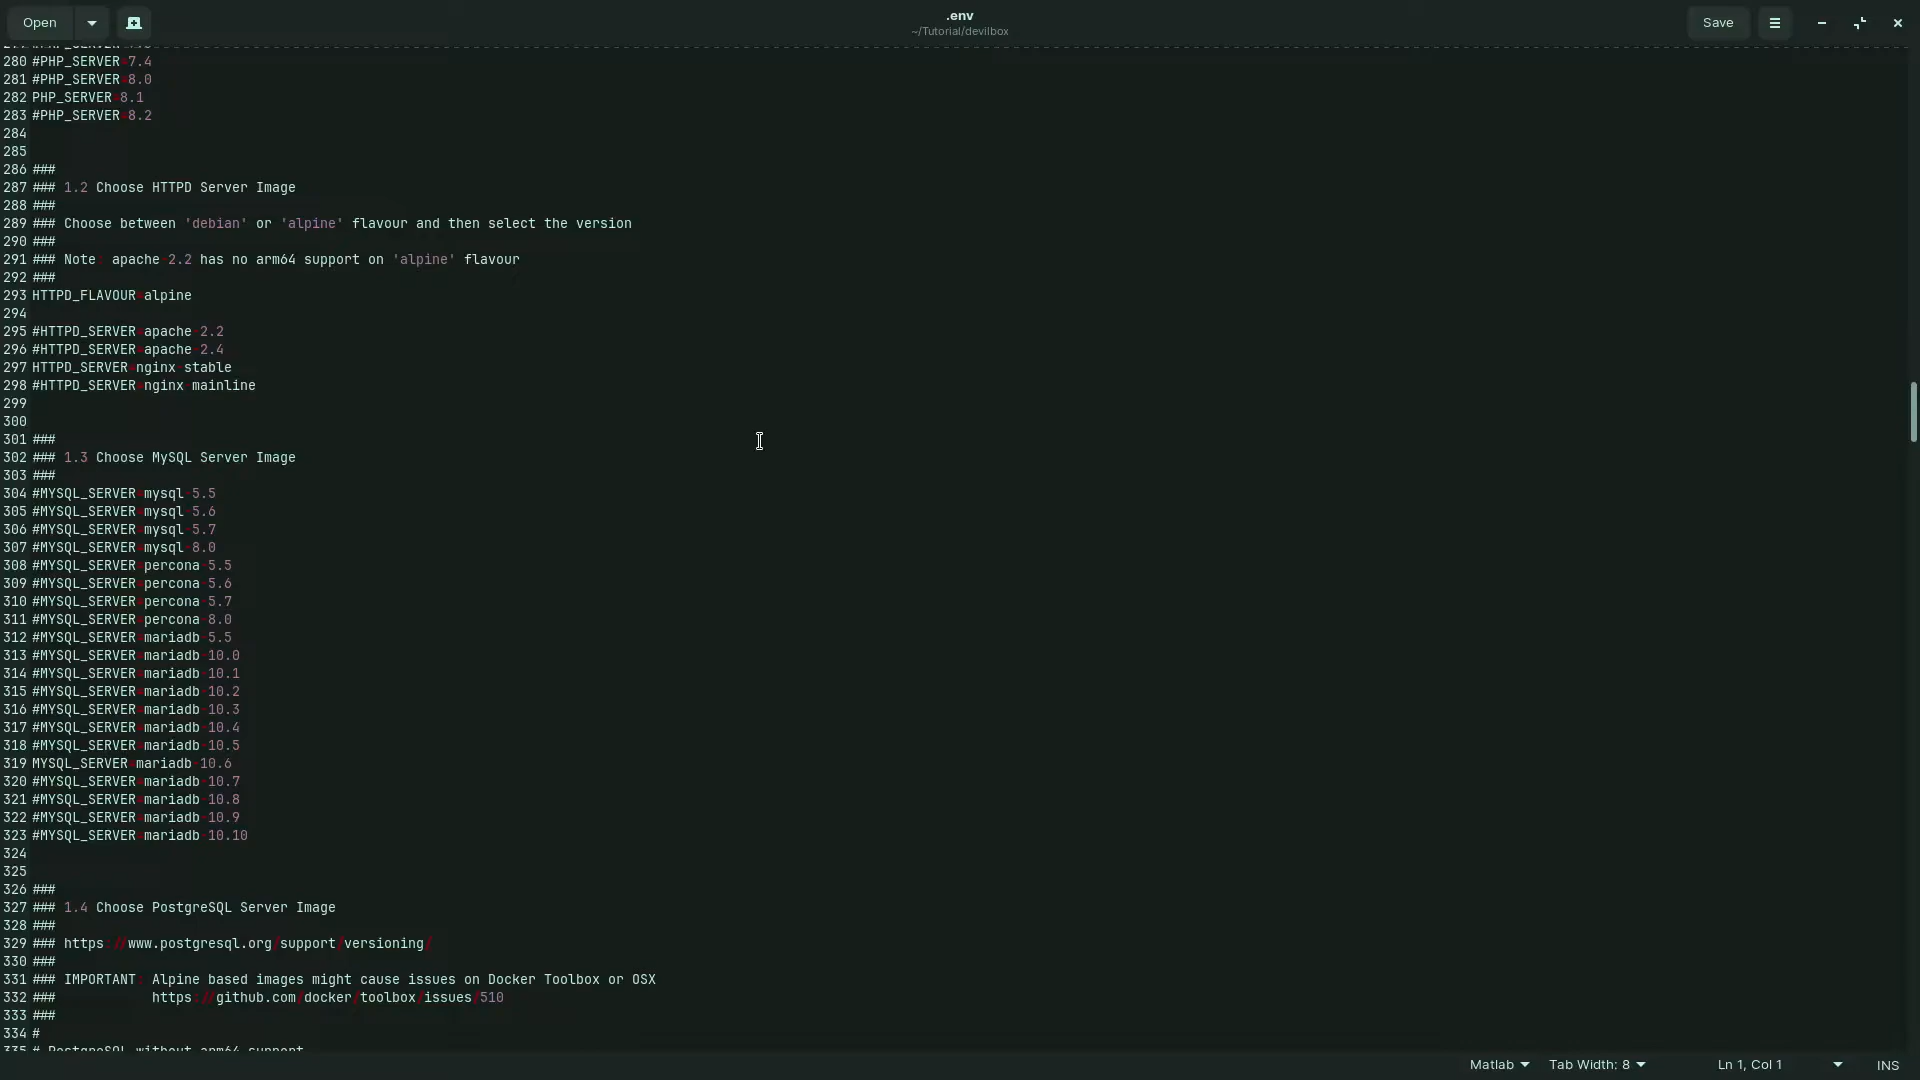 Open
.env
~/Tutorial/devilbox
Save
280 #PHP_SERVER=7.4
281 #PHP_SERVER=8.0
282 PHP_SERVER=8.1
283 #PHP_SERVER=8.2
284
285
286 ###
287 ### 1.2 Choose HTTPD Server Image
288 ###
289 ### Choose between 'debian' or 'alpine' flavour and then select the version
290 ###
291 ### Note: apache-2.2 has no arm64 support on 'alpine' flavour
292 ###
293 HTTPD_FLAVOUR=alpine
294
295 #HTTPD_SERVER=apache-2.2
296 #HTTPD_SERVER=apache-2.4
297 HTTPD_SERVER=nginx-stable
298 #HTTPD_SERVER=nginx-mainline
299
300
301 ###
302 ### 1.3 Choose MySQL Server Image
303 ###
304 #MYSQL_SERVER=mysql-5.5
305 #MYSQL_SERVER=mysql-5.6
306 #MYSQL_SERVER=mysql-5.7
307 #MYSQL_SERVER=mysql-8.0
308 #MYSQL_SERVER=percona-5.5
309 #MYSQL_SERVER=percona-5.6
310 #MYSQL_SERVER=percona-5.7
311 #MYSQL_SERVER=percona-8.0
312 #MYSQL_SERVER=mariadb-5.5
313 #MYSQL_SERVER=mariadb-10.0
314 #MYSQL_SERVER=mariadb-10.1
315 #MYSQL_SERVER=mariadb-10.2
316 #MYSQL_SERVER=mariadb-10.3
317 #MYSQL_SERVER=mariadb-10.4
318 #MYSQL_SERVER=mariadb-10.5
319 MYSQL_SERVER=mariadb-10.6
320 #MYSQL_SERVER=mariadb-10.7
321 #MYSQL_SERVER=mariadb-10.8
322 #MYSQL_SERVER=mariadb-10.9
323 #MYSQL_SERVER=mariadb-10.10
324
325
326 ###
327 ### 1.4 Choose PostgreSQL Server Image
328 ###
329 ### https://www.postgresql.org/support/versioning/
330 ###
331 ### IMPORTANT: Alpine based images might cause issues on Docker Toolbox or OSX
332 ### https://github.com/docker/toolbox/issues/510
333 ###
334 #
335 # PostgreSQL without arm64 support
Matlab
Tab Width: 8
Ln 1, Col 1
INS